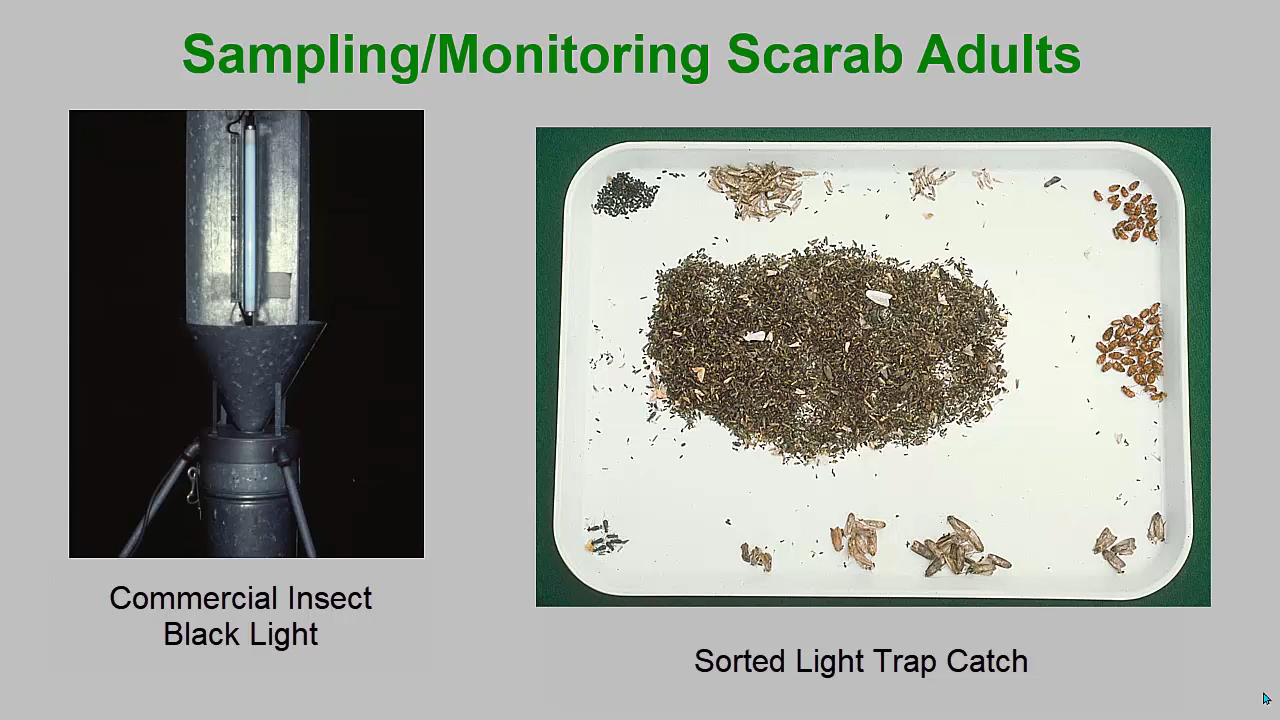 Sampling/Monitoring Scarab Adults
Commercial Insect
Black Light
Sorted Light Trap Catch